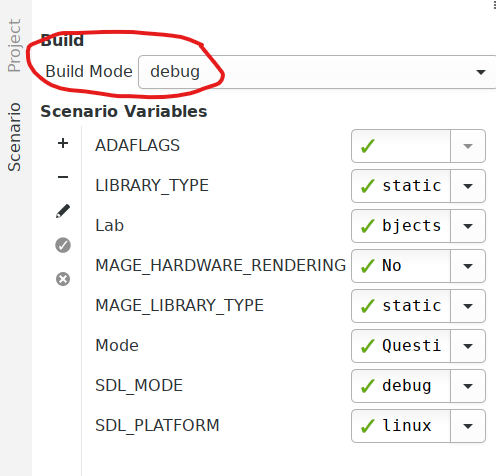 Project
Scenario
Build
Build Mode debug
Scenario Variables
ADAFLAGS
LIBRARY_TYPE static
Lab bjects
MAGE_HARDWARE_RENDERING No
MAGE_LIBRARY_TYPE static
Mode Questi
SDL_MODE debug
SDL_PLATFORM linux